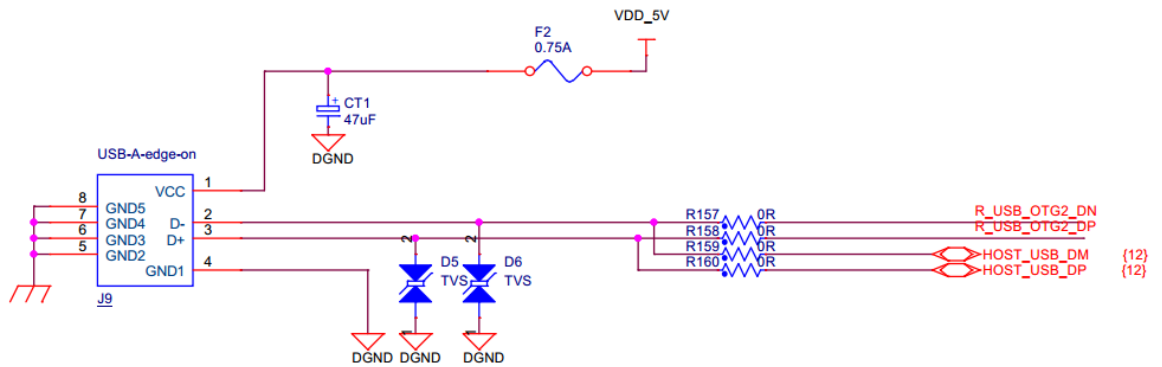 VDD_5V
F2
0.75A
CT1
47uF
+
DGND
USB-A-edge-on
VCC 1
8 GND5
7 GND4 D- 2
6 GND3 D+ 3
5 GND2
GND1 4
J9
R157 0R R_USB_OTG2_DN
R158 0R R_USB_OTG2_DP
R159 0R HOST_USB_DM {12}
R160 0R HOST_USB_DP {12}
2 2
D5 D6
TVS TVS
1 1
DGND DGND DGND